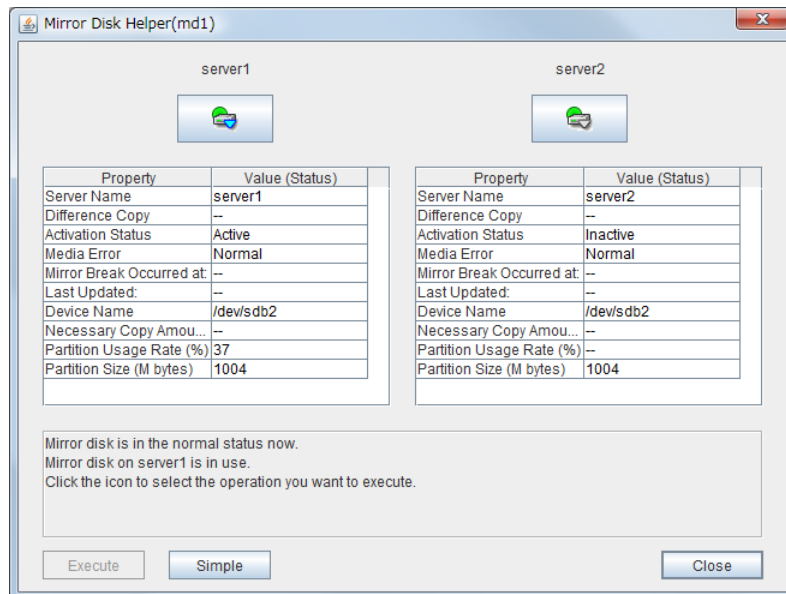 Mirror Disk Helper(md1)
server1 server2
Property Value (Status) Property Value (Status)
Server Name server1 Server Name server2
Difference Copy -- Difference Copy --
Activation Status Active Activation Status Inactive
Media Error Normal Media Error Normal
Mirror Break Occurred at: -- Mirror Break Occurred at: --
Last Updated: -- Last Updated: --
Device Name /dev/sdb2 Device Name /dev/sdb2
Necessary Copy Amou... -- Necessary Copy Amou... --
Partition Usage Rate (%) 37 Partition Usage Rate (%) --
Partition Size (M bytes) 1004 Partition Size (M bytes) 1004
Mirror disk is in the normal status now.
Mirror disk on server1 is in use.
Click the icon to select the operation you want to execute.
Execute Simple Close